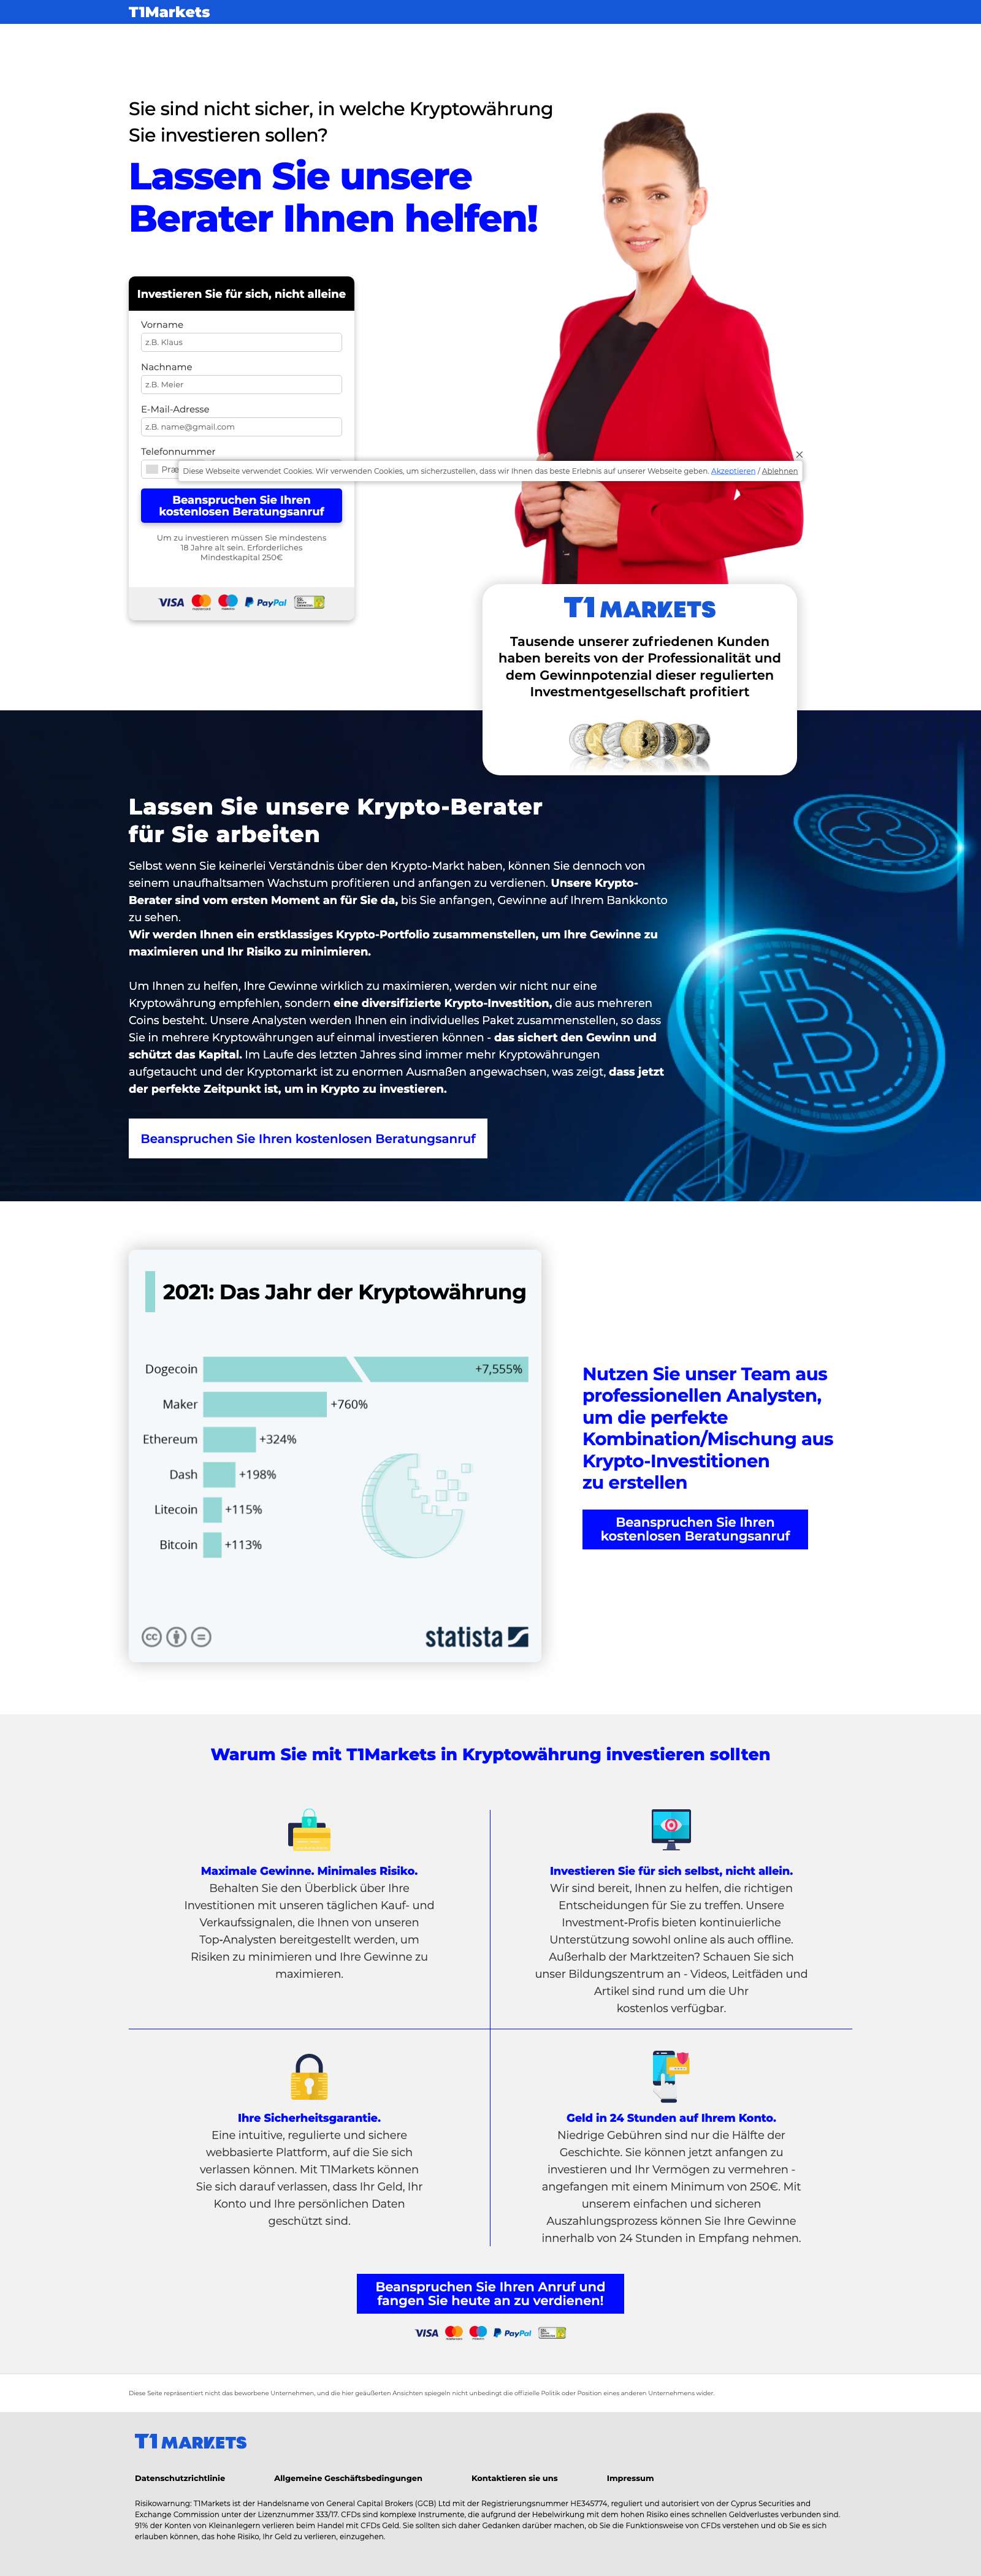 T1Markets
Sie sind nicht sicher, in welche Kryptowährung
Sie investieren sollen?
Lassen Sie unsere
Berater Ihnen helfen!
Investieren Sie für sich, nicht alleine
Vorname
z.B. Klaus
Nachname
z.B. Meier
E-Mail-Adresse
z.B. name@gmail.com
Telefonnummer
Diese Webseite verwendet Cookies. Wir verwenden Cookies, um sicherzustellen, dass wir Ihnen das beste Erlebnis auf unserer Webseite geben. Akzeptieren / Ablehnen
Beanspruchen Sie Ihren
kostenlosen Beratungsanruf
Um zu investieren müssen Sie mindestens
18 Jahre alt sein. Erforderliches
Mindestkapital 250€
VISA PayPal
T1 MARKETS
Tausende unserer zufriedenen Kunden
haben bereits von der Professionalität und
dem Gewinnpotenzial dieser regulierten
Investmentgesellschaft profitiert
Lassen Sie unsere Krypto-Berater
für Sie arbeiten
Selbst wenn Sie keinerlei Verständnis über den Krypto-Markt haben, können Sie dennoch von
seinem unaufhaltsamen Wachstum profitieren und anfangen zu verdienen. Unsere Krypto-
Berater sind vom ersten Moment an für Sie da, bis Sie anfangen, Gewinne auf Ihrem Bankkonto
zu sehen.
Wir werden Ihnen ein erstklassiges Krypto-Portfolio zusammenstellen, um Ihre Gewinne zu
maximieren und Ihr Risiko zu minimieren.
Um Ihnen zu helfen, Ihre Gewinne wirklich zu maximieren, werden wir nicht nur eine
Kryptowährung empfehlen, sondern eine diversifizierte Krypto-Investition, die aus mehreren
Coins besteht. Unsere Analysten werden Ihnen ein individuelles Paket zusammenstellen, so dass
Sie in mehrere Kryptowährungen auf einmal investieren können - das sichert den Gewinn und
schützt das Kapital. Im Laufe des letzten Jahres sind immer mehr Kryptowährungen
aufgetaucht und der Kryptomarkt ist zu enormen Ausmaßen angewachsen, was zeigt, dass jetzt
der perfekte Zeitpunkt ist, um in Krypto zu investieren.
Beanspruchen Sie Ihren kostenlosen Beratungsanruf
2021: Das Jahr der Kryptowährung
Dogecoin +7,555%
Maker +760%
Ethereum +324%
Dash +198%
Litecoin +115%
Bitcoin +113%
cc
statista
Nutzen Sie unser Team aus
professionellen Analysten,
um die perfekte
Kombination/Mischung aus
Krypto-Investitionen
zu erstellen
Beanspruchen Sie Ihren
kostenlosen Beratungsanruf
Warum Sie mit T1Markets in Kryptowährung investieren sollten
Maximale Gewinne. Minimales Risiko.
Behalten Sie den Überblick über Ihre
Investitionen mit unseren täglichen Kauf- und
Verkaufssignalen, die Ihnen von unseren
Top-Analysten bereitgestellt werden, um
Risiken zu minimieren und Ihre Gewinne zu
maximieren.
Investieren Sie für sich selbst, nicht allein.
Wir sind bereit, Ihnen zu helfen, die richtigen
Entscheidungen für Sie zu treffen. Unsere
Investment-Profis bieten kontinuierliche
Unterstützung sowohl online als auch offline.
Außerhalb der Marktzeiten? Schauen Sie sich
unser Bildungszentrum an - Videos, Leitfäden und
Artikel sind rund um die Uhr
kostenlos verfügbar.
Ihre Sicherheitsgarantie.
Eine intuitive, regulierte und sichere
webbasierte Plattform, auf die Sie sich
verlassen können. Mit T1Markets können
Sie sich darauf verlassen, dass Ihr Geld, Ihr
Konto und Ihre persönlichen Daten
geschützt sind.
Geld in 24 Stunden auf Ihrem Konto.
Niedrige Gebühren sind nur die Hälfte der
Geschichte. Sie können jetzt anfangen zu
investieren und Ihr Vermögen zu vermehren -
angefangen mit einem Minimum von 250€. Mit
unserem einfachen und sicheren
Auszahlungsprozess können Sie Ihre Gewinne
innerhalb von 24 Stunden in Empfang nehmen.
Beanspruchen Sie Ihren Anruf und
fangen Sie heute an zu verdienen!
VISA PayPal
Diese Seite repräsentiert nicht das beworbene Unternehmen, und die hier geäußerten Ansichten spiegeln nicht unbedingt die offizielle Politik oder Position eines anderen Unternehmens wider.
T1 MARKETS
Datenschutzrichtlinie Allgemeine Geschäftsbedingungen Kontaktieren sie uns Impressum
Risikowarnung: T1Markets ist der Handelsname von General Capital Brokers (GCB) Ltd mit der Registrierungsnummer HE345774, reguliert und autorisiert von der Cyprus Securities and
Exchange Commission unter der Lizenznummer 333/17. CFDs sind komplexe Instrumente, die aufgrund der Hebelwirkung mit dem hohen Risiko eines schnellen Geldverlustes verbunden sind.
91% der Konten von Kleinanlegern verlieren beim Handel mit CFDs Geld. Sie sollten sich daher Gedanken darüber machen, ob Sie die Funktionsweise von CFDs verstehen und ob Sie es sich
erlauben können, das hohe Risiko, Ihr Geld zu verlieren, einzugehen.